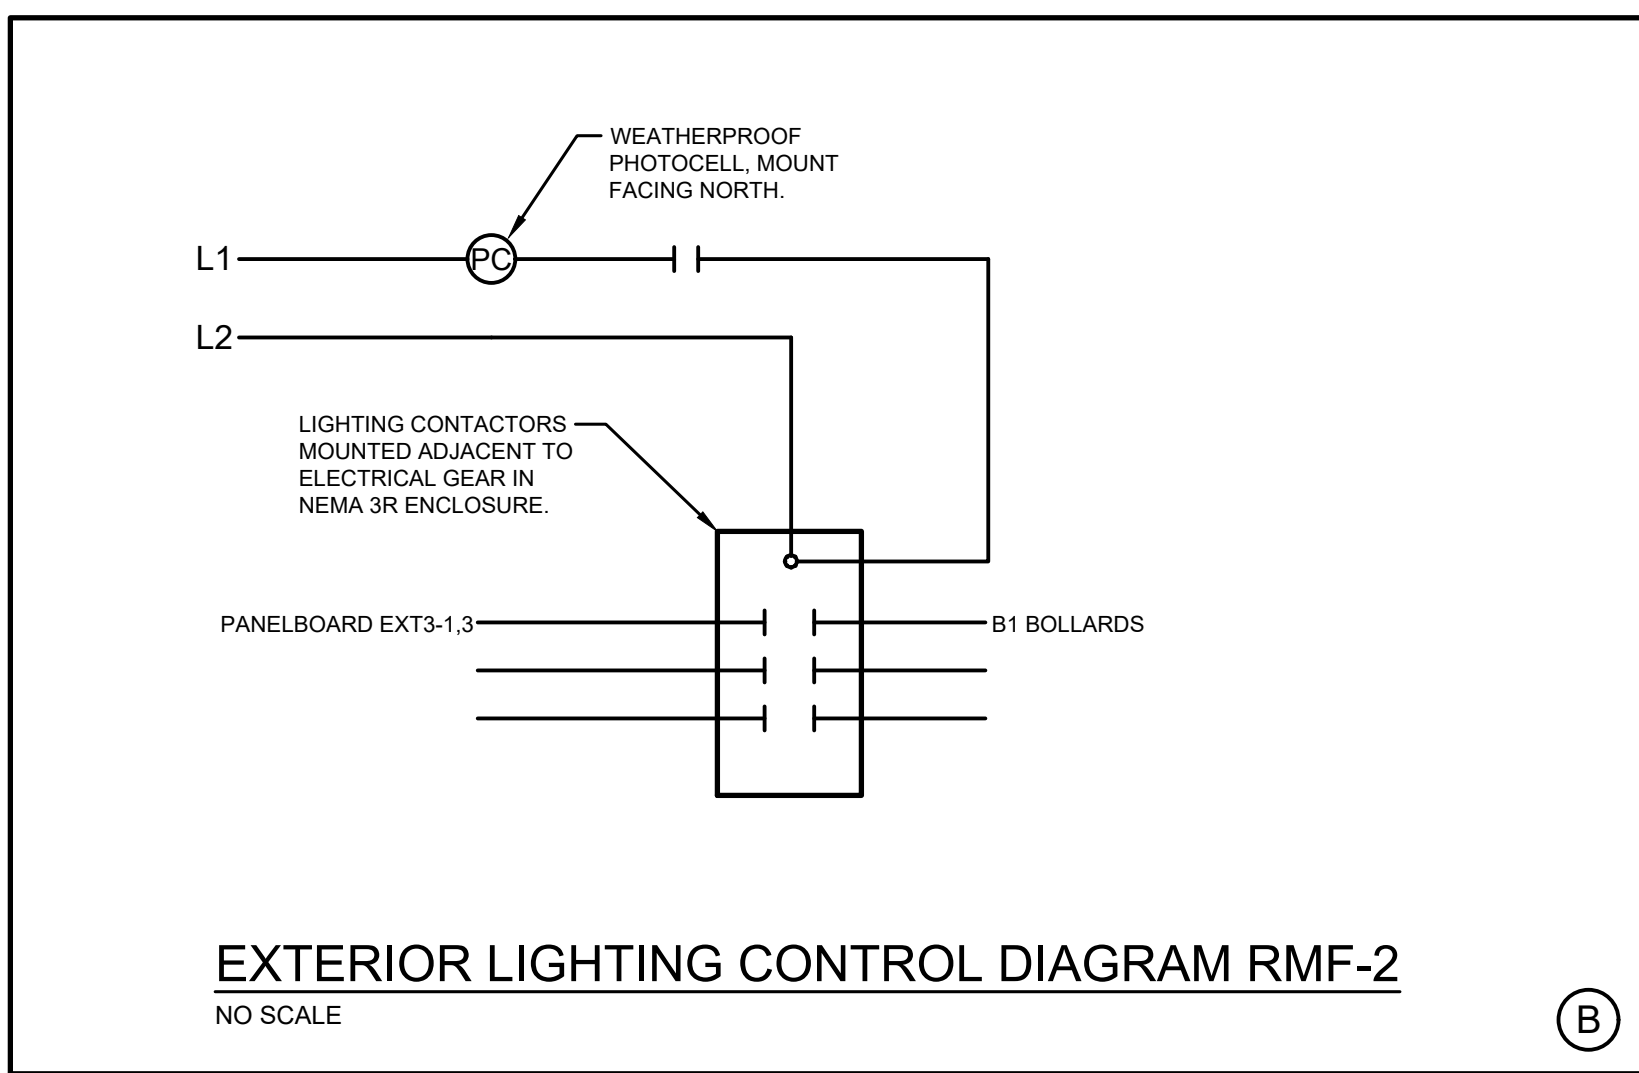 WEATHERPROOF
PHOTOCELL, MOUNT
FACING NORTH.
L1
PC
L2
LIGHTING CONTACTORS
MOUNTED ADJACENT TO
ELECTRICAL GEAR IN
NEMA 3R ENCLOSURE.
PANELBOARD EXT3-1,3
B1 BOLLARDS
EXTERIOR LIGHTING CONTROL DIAGRAM RMF-2
NO SCALE
B